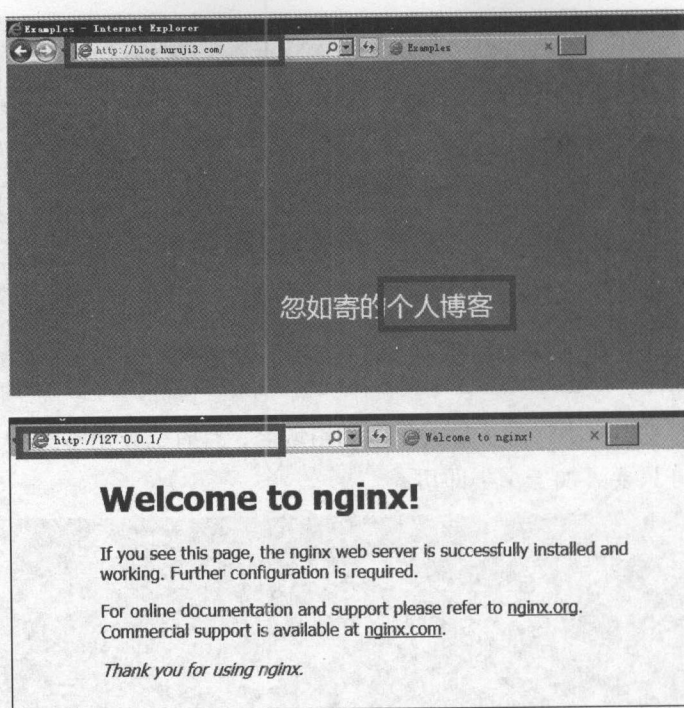 Examples - Internet Explorer
http://blog.huruji3.com/
Examples
忽如寄的个人博客
http://127.0.0.1/
Welcome to nginx!
Welcome to nginx!
If you see this page, the nginx web server is successfully installed and
working. Further configuration is required.
For online documentation and support please refer to nginx.org.
Commercial support is available at nginx.com.
Thank you for using nginx.